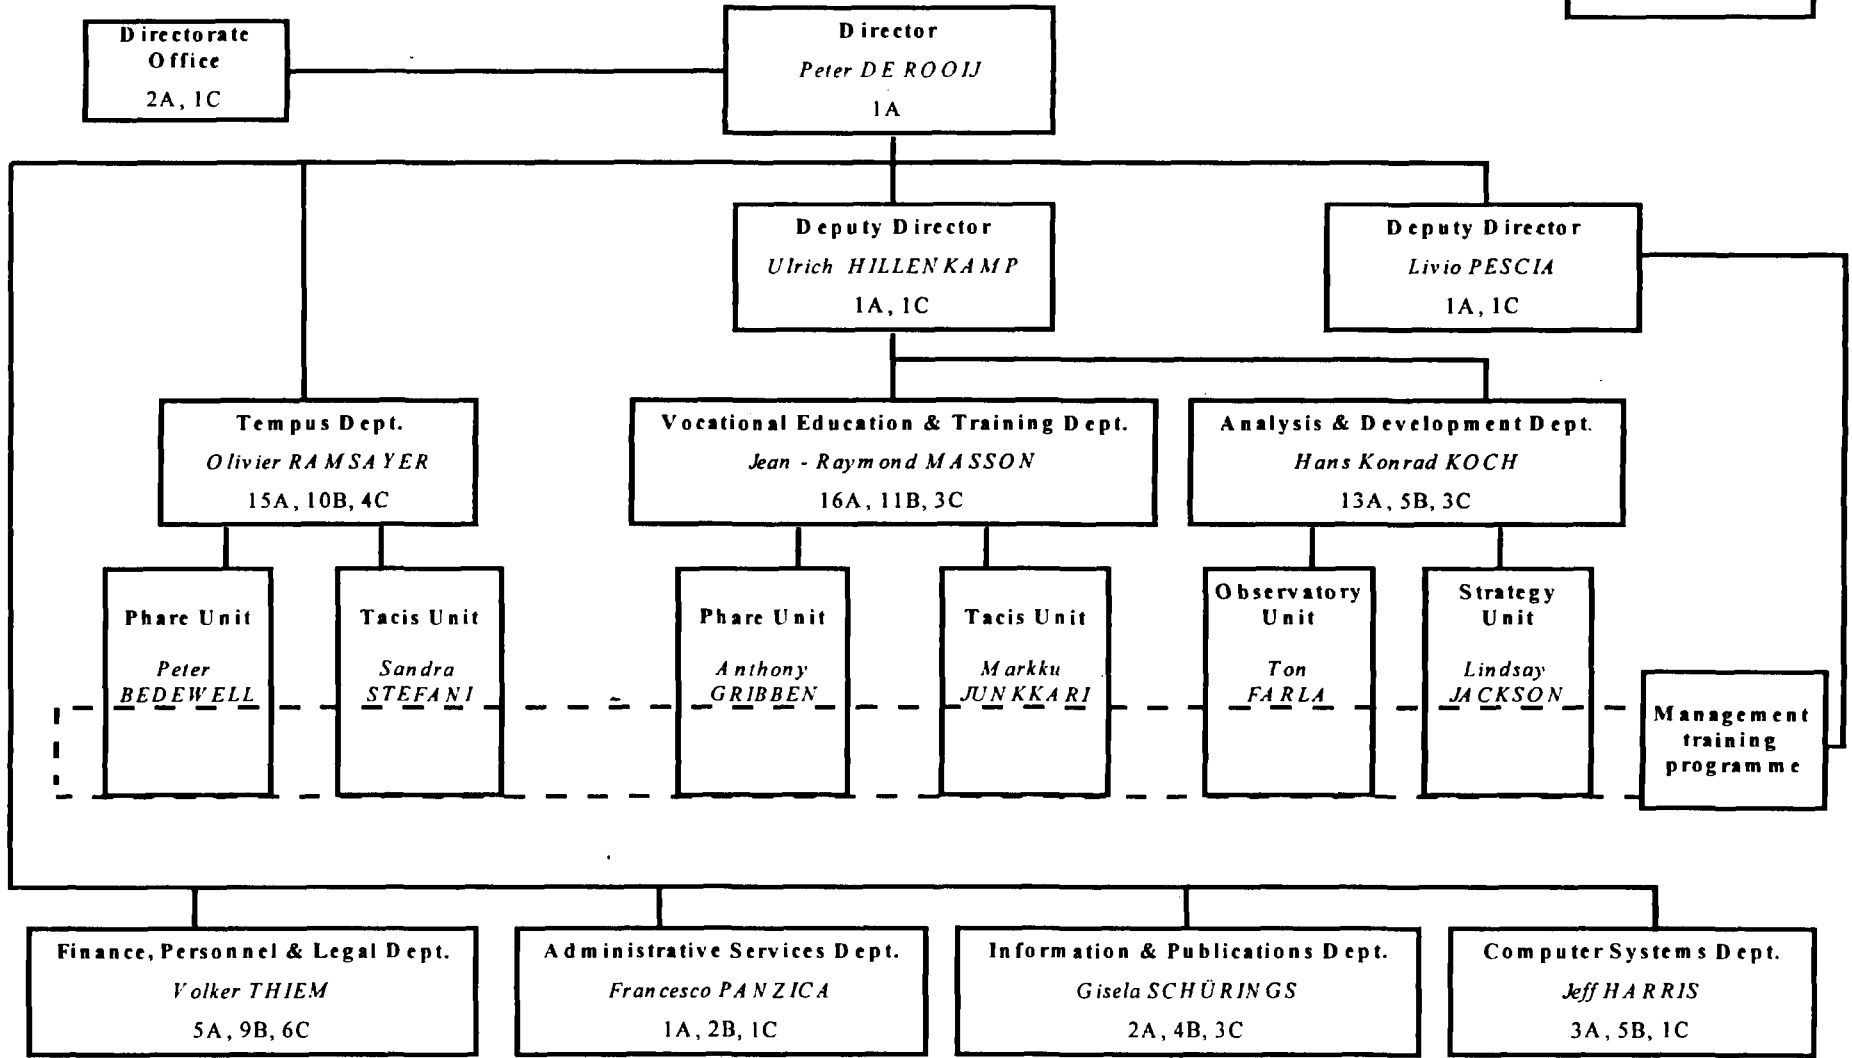 Directorate
Office
2A, 1C
Director
Peter DE ROOIJ
1A
Deputy Director
Ulrich HILLENKAMP
1A, 1C
Deputy Director
Livio PESCIA
1A, 1C
Tempus Dept.
Olivier RAMSAYER
15A, 10B, 4C
Vocational Education & Training Dept.
Jean - Raymond MASSON
16A, 11B, 3C
Analysis & Development Dept.
Hans Konrad KOCH
13A, 5B, 3C
Phare Unit
Peter
BEDEWELL
Tacis Unit
Sandra
STEFANI
Phare Unit
Anthony
GRIBBEN
Tacis Unit
Markku
JUNKKARI
Observatory
Unit
Ton
FARLA
Strategy
Unit
Lindsay
JACKSON
Management
training
programme
Finance, Personnel & Legal Dept.
Volker THIEM
5A, 9B, 6C
Administrative Services Dept.
Francesco PANZICA
1A, 2B, 1C
Information & Publications Dept.
Gisela SCHÜRINGS
2A, 4B, 3C
Computer Systems Dept.
Jeff HARRIS
3A, 5B, 1C